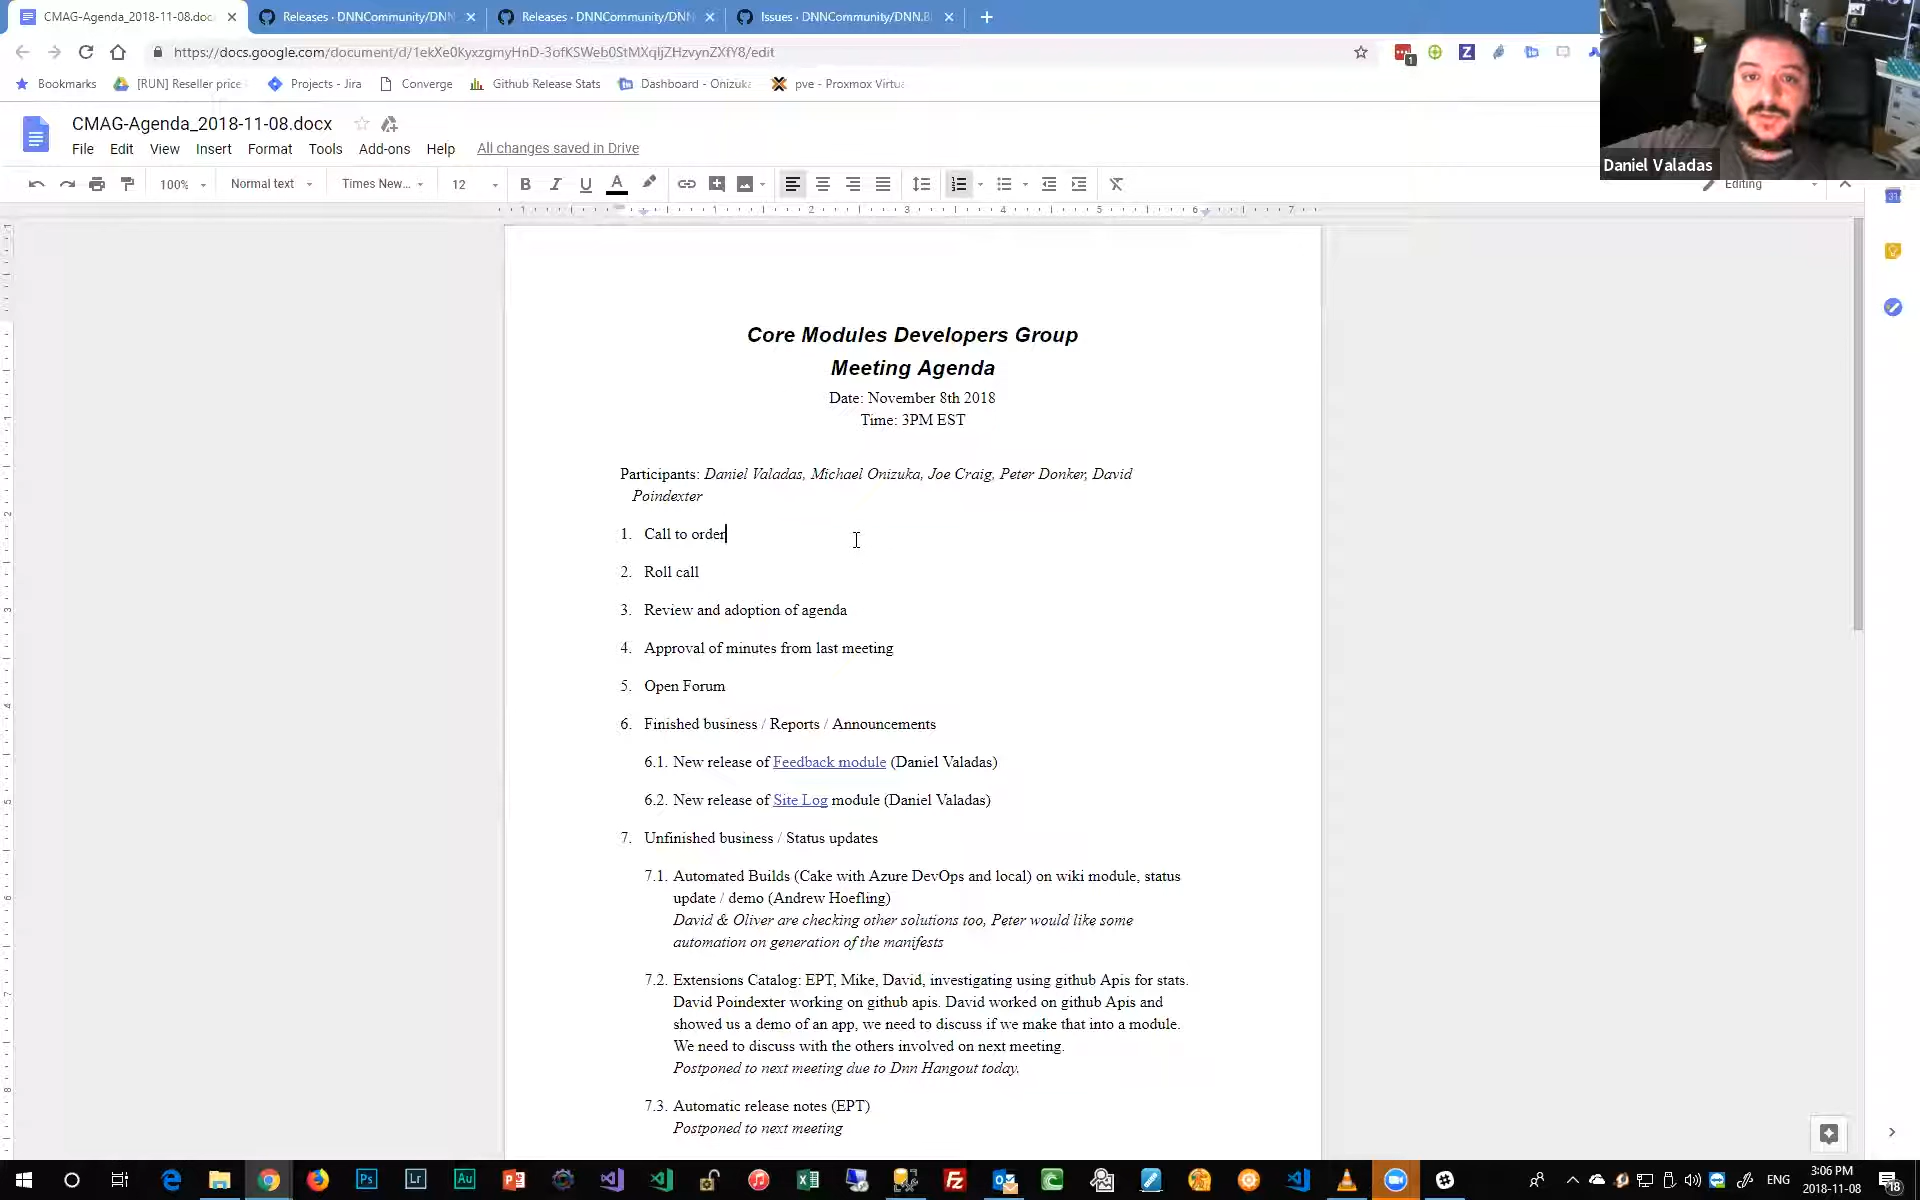 CMAG-Agenda_2018-11-08.doc
Releases · DNNCommunity/DNN
Releases · DNNCommunity/DNN
Issues · DNNCommunity/DNN.B
https://docs.google.com/document/d/1ekXe0KyxzgmyHnD-3ofKSWeb0StMXqIjZHzvynZXfY8/edit
1
Bookmarks
[RUN] Reseller price
Projects - Jira
Converge
Github Release Stats
Dashboard - Onizuka
pve - Proxmox Virtua
CMAG-Agenda_2018-11-08.docx
File Edit View Insert Format Tools Add-ons Help All changes saved in Drive
Daniel Valadas
100% Normal text Times New... 12 B I U A Editing
1 1 2 3 4 5 6 7
Core Modules Developers Group
Meeting Agenda
Date: November 8th 2018
Time: 3PM EST
Participants: Daniel Valadas, Michael Onizuka, Joe Craig, Peter Donker, David
Poindexter
1. Call to order
2. Roll call
3. Review and adoption of agenda
4. Approval of minutes from last meeting
5. Open Forum
6. Finished business / Reports / Announcements
6.1. New release of Feedback module (Daniel Valadas)
6.2. New release of Site Log module (Daniel Valadas)
7. Unfinished business / Status updates
7.1. Automated Builds (Cake with Azure DevOps and local) on wiki module, status
update / demo (Andrew Hoefling)
David & Oliver are checking other solutions too, Peter would like some
automation on generation of the manifests
7.2. Extensions Catalog: EPT, Mike, David, investigating using github Apis for stats.
David Poindexter working on github apis. David worked on github Apis and
showed us a demo of an app, we need to discuss if we make that into a module.
We need to discuss with the others involved on next meeting.
Postponed to next meeting due to Dnn Hangout today.
7.3. Automatic release notes (EPT)
Postponed to next meeting
ENG
3:06 PM
2018-11-08
18